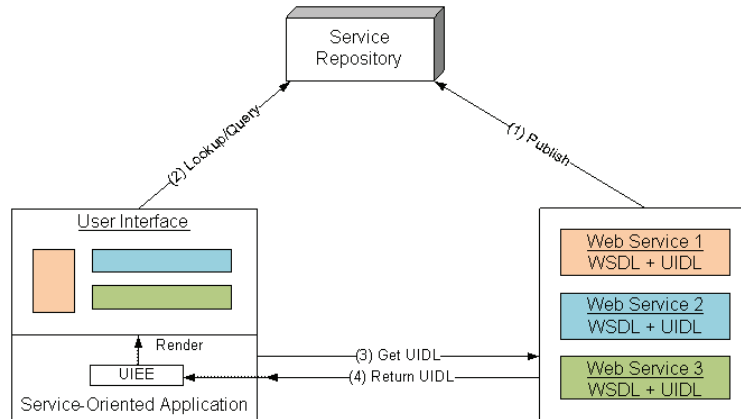 Service
Repository
(2) Lookup/Query
(1) Publish
User Interface
Web Service 1
WSDL + UIDL
Web Service 2
WSDL + UIDL
Web Service 3
WSDL + UIDL
Render
UIEE
Service-Oriented Application
(3) Get UIDL
(4) Return UIDL